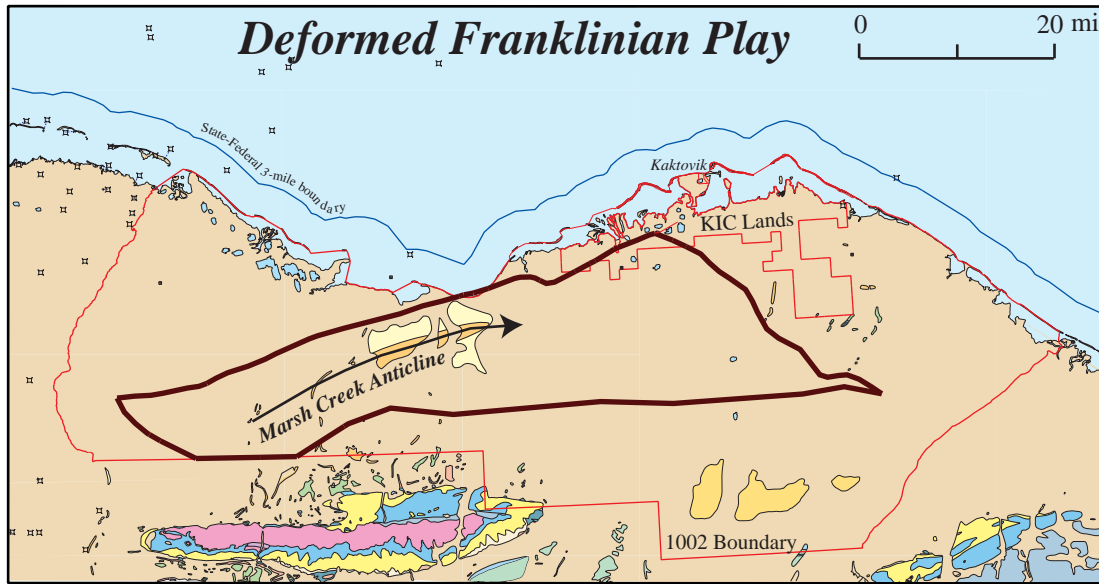 Deformed Franklinian Play
0 20 mi
State-Federal 3-mile boundary
Kaktovik
KIC Lands
Marsh Creek Anticline
1002 Boundary